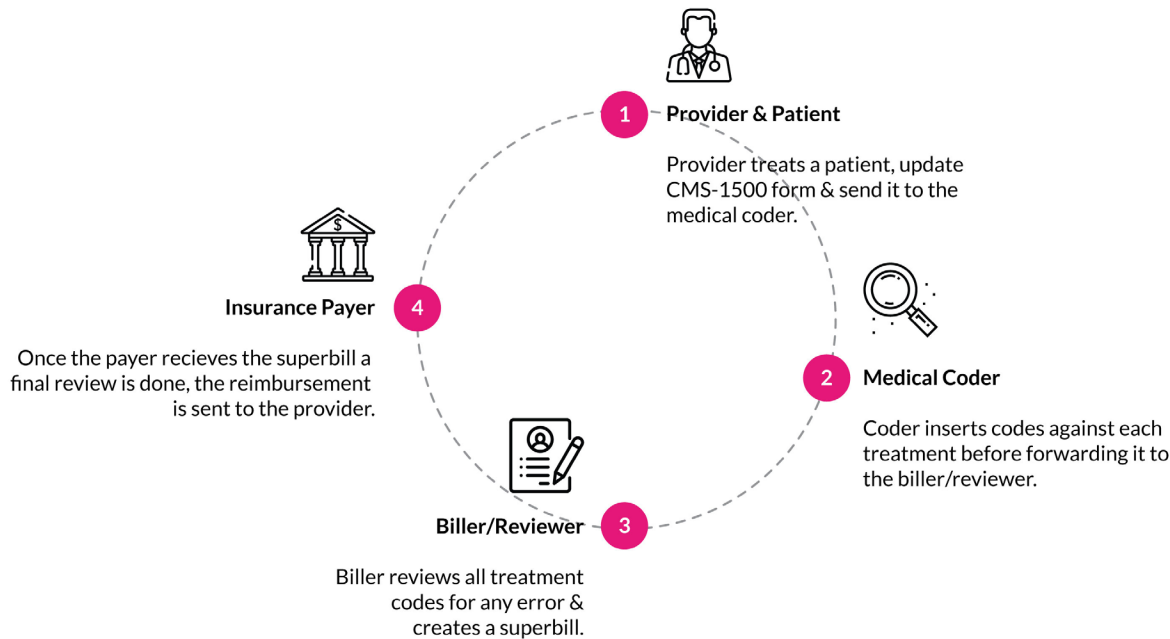 1
Provider & Patient
Provider treats a patient, update
CMS-1500 form & send it to the
medical coder.
2
Medical Coder
Coder inserts codes against each
treatment before forwarding it to
the biller/reviewer.
3
Biller/Reviewer
Biller reviews all treatment
codes for any error &
creates a superbill.
4
$
Insurance Payer
Once the payer recieves the superbill a
final review is done, the reimbursement
is sent to the provider.